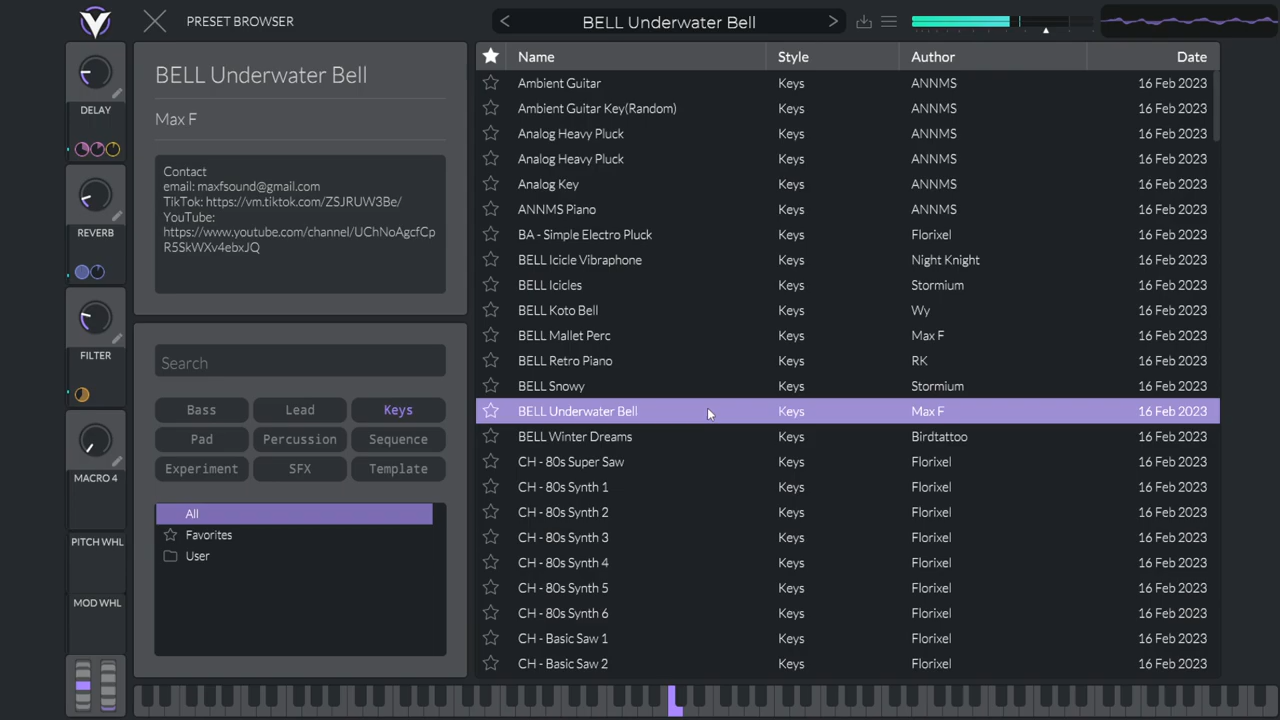 PRESET BROWSER
BELL Underwater Bell
DELAY
REVERB
FILTER
MACRO 4
PITCH WHL
MOD WHL
BELL Underwater Bell
Max F
Contact
email: maxfsound@gmail.com
TikTok: https://vm.tiktok.com/ZSJRUW3Be/
YouTube:
https://www.youtube.com/channel/UChNoAgcfCp
R5SkWXv4ebxJQ
Search
Bass Lead Keys
Pad Percussion Sequence
Experiment SFX Template
All
Favorites
User
Name Style Author Date
Ambient Guitar Keys ANNMS 16 Feb 2023
Ambient Guitar Key(Random) Keys ANNMS 16 Feb 2023
Analog Heavy Pluck Keys ANNMS 16 Feb 2023
Analog Heavy Pluck Keys ANNMS 16 Feb 2023
Analog Key Keys ANNMS 16 Feb 2023
ANNMS Piano Keys ANNMS 16 Feb 2023
BA - Simple Electro Pluck Keys Florixel 16 Feb 2023
BELL Icicle Vibraphone Keys Night Knight 16 Feb 2023
BELL Icicles Keys Stormium 16 Feb 2023
BELL Koto Bell Keys Wy 16 Feb 2023
BELL Mallet Perc Keys Max F 16 Feb 2023
BELL Retro Piano Keys RK 16 Feb 2023
BELL Snowy Keys Stormium 16 Feb 2023
BELL Underwater Bell Keys Max F 16 Feb 2023
BELL Winter Dreams Keys Birdtattoo 16 Feb 2023
CH - 80s Super Saw Keys Florixel 16 Feb 2023
CH - 80s Synth 1 Keys Florixel 16 Feb 2023
CH - 80s Synth 2 Keys Florixel 16 Feb 2023
CH - 80s Synth 3 Keys Florixel 16 Feb 2023
CH - 80s Synth 4 Keys Florixel 16 Feb 2023
CH - 80s Synth 5 Keys Florixel 16 Feb 2023
CH - 80s Synth 6 Keys Florixel 16 Feb 2023
CH - Basic Saw 1 Keys Florixel 16 Feb 2023
CH - Basic Saw 2 Keys Florixel 16 Feb 2023